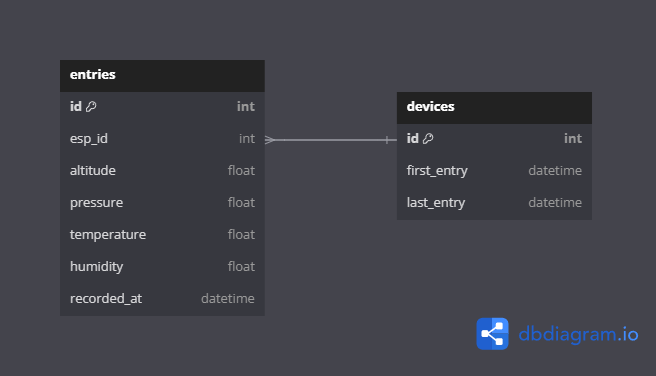 entries
id int
esp_id int
altitude float
pressure float
temperature float
humidity float
recorded_at datetime
devices
id int
first_entry datetime
last_entry datetime
dbdiagram.io